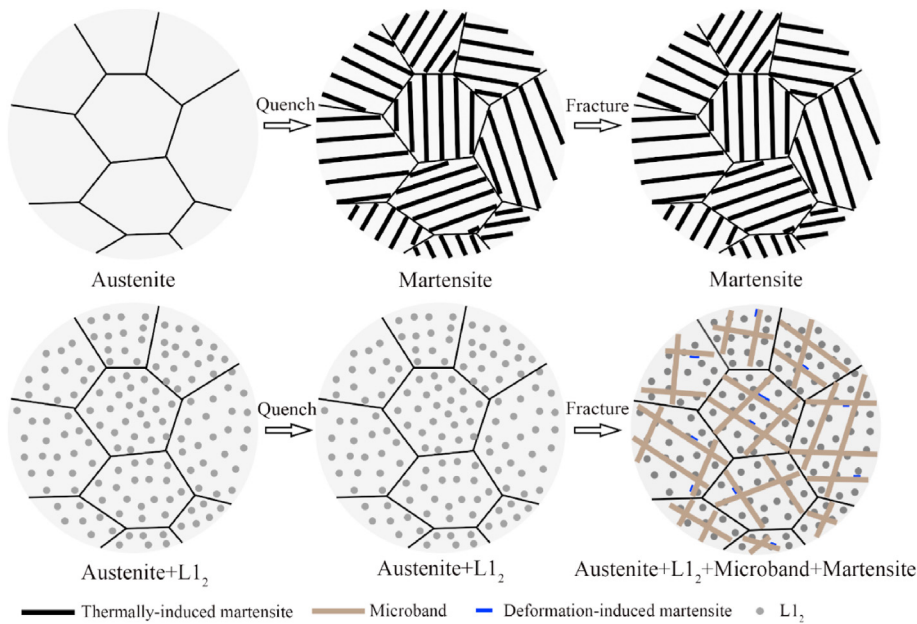 Quench
Fracture
Austenite
Martensite
Martensite
Quench
Fracture
Austenite+L1₂
Austenite+L1₂
Austenite+L1₂+Microband+Martensite
Thermally-induced martensite
Microband
Deformation-induced martensite
L1₂